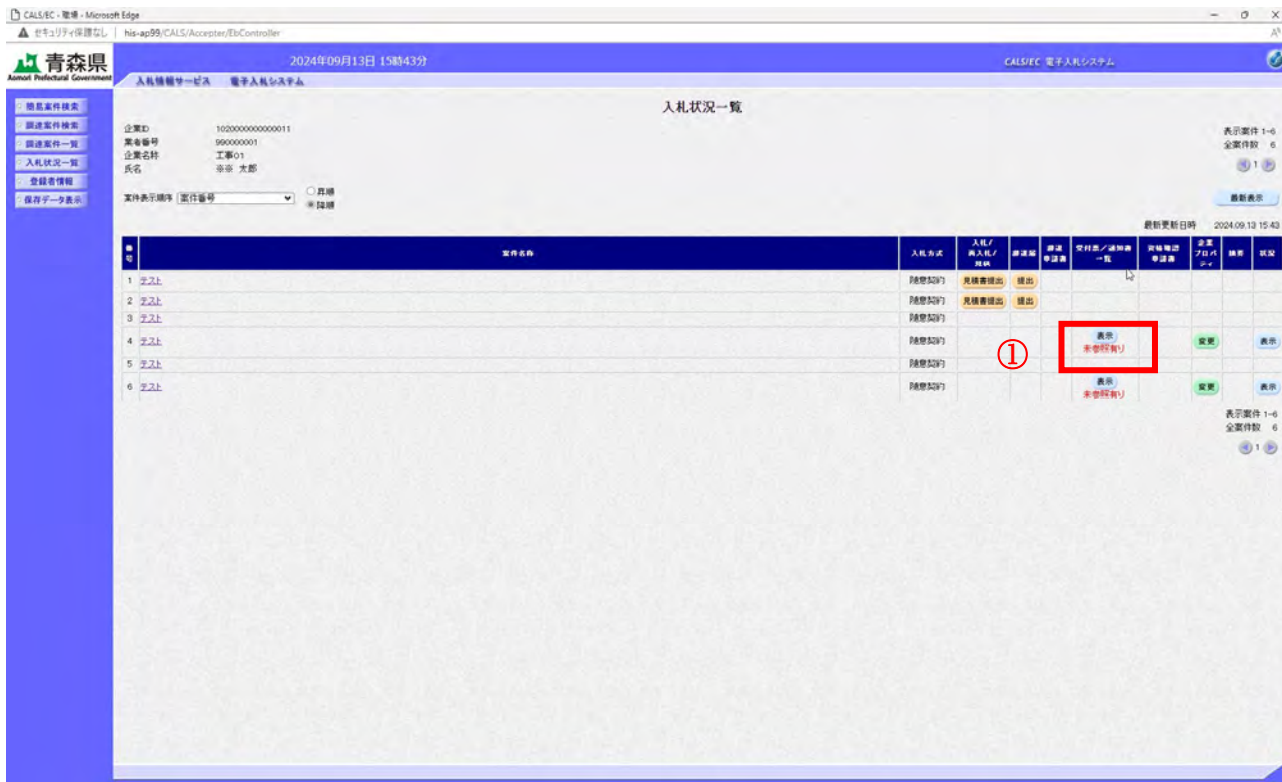 CALS/EC - 聴場 - Microsoft Edge
セキュリティ保護なし | his-ap99/CALS/Accepter/EbController
青森県
Aomori Prefectural Government
2024年09月13日 15時43分
CALS/EC 電子入札システム
入札情報サービス 電子入札システム
簡易案件検索
調達案件検索
調達案件一覧
入札状況一覧
登録者情報
保存データ表示
入札状況一覧
企業ID 1020000000000011
業者番号 990000001
企業名称 工事01
氏名 ※※ 太郎
表示案件 1-6
全案件数 6
1
案件表示順序 案件番号
昇順
降順
最新表示
最新更新日時 2024.09.13 15:43
番号 案件名称 入札方式 入札/再入札/見積 辞退届 辞退申請書 受付票/通知書一覧 資格確認申請書 企業プロパティ 摘要 状況
1 テスト 随意契約 見積書提出 提出
2 テスト 随意契約 見積書提出 提出
3 テスト 随意契約
4 テスト 随意契約 表示 未参照有り 変更 表示
①
5 テスト 随意契約
6 テスト 随意契約 表示 未参照有り 変更 表示
表示案件 1-6
全案件数 6
1